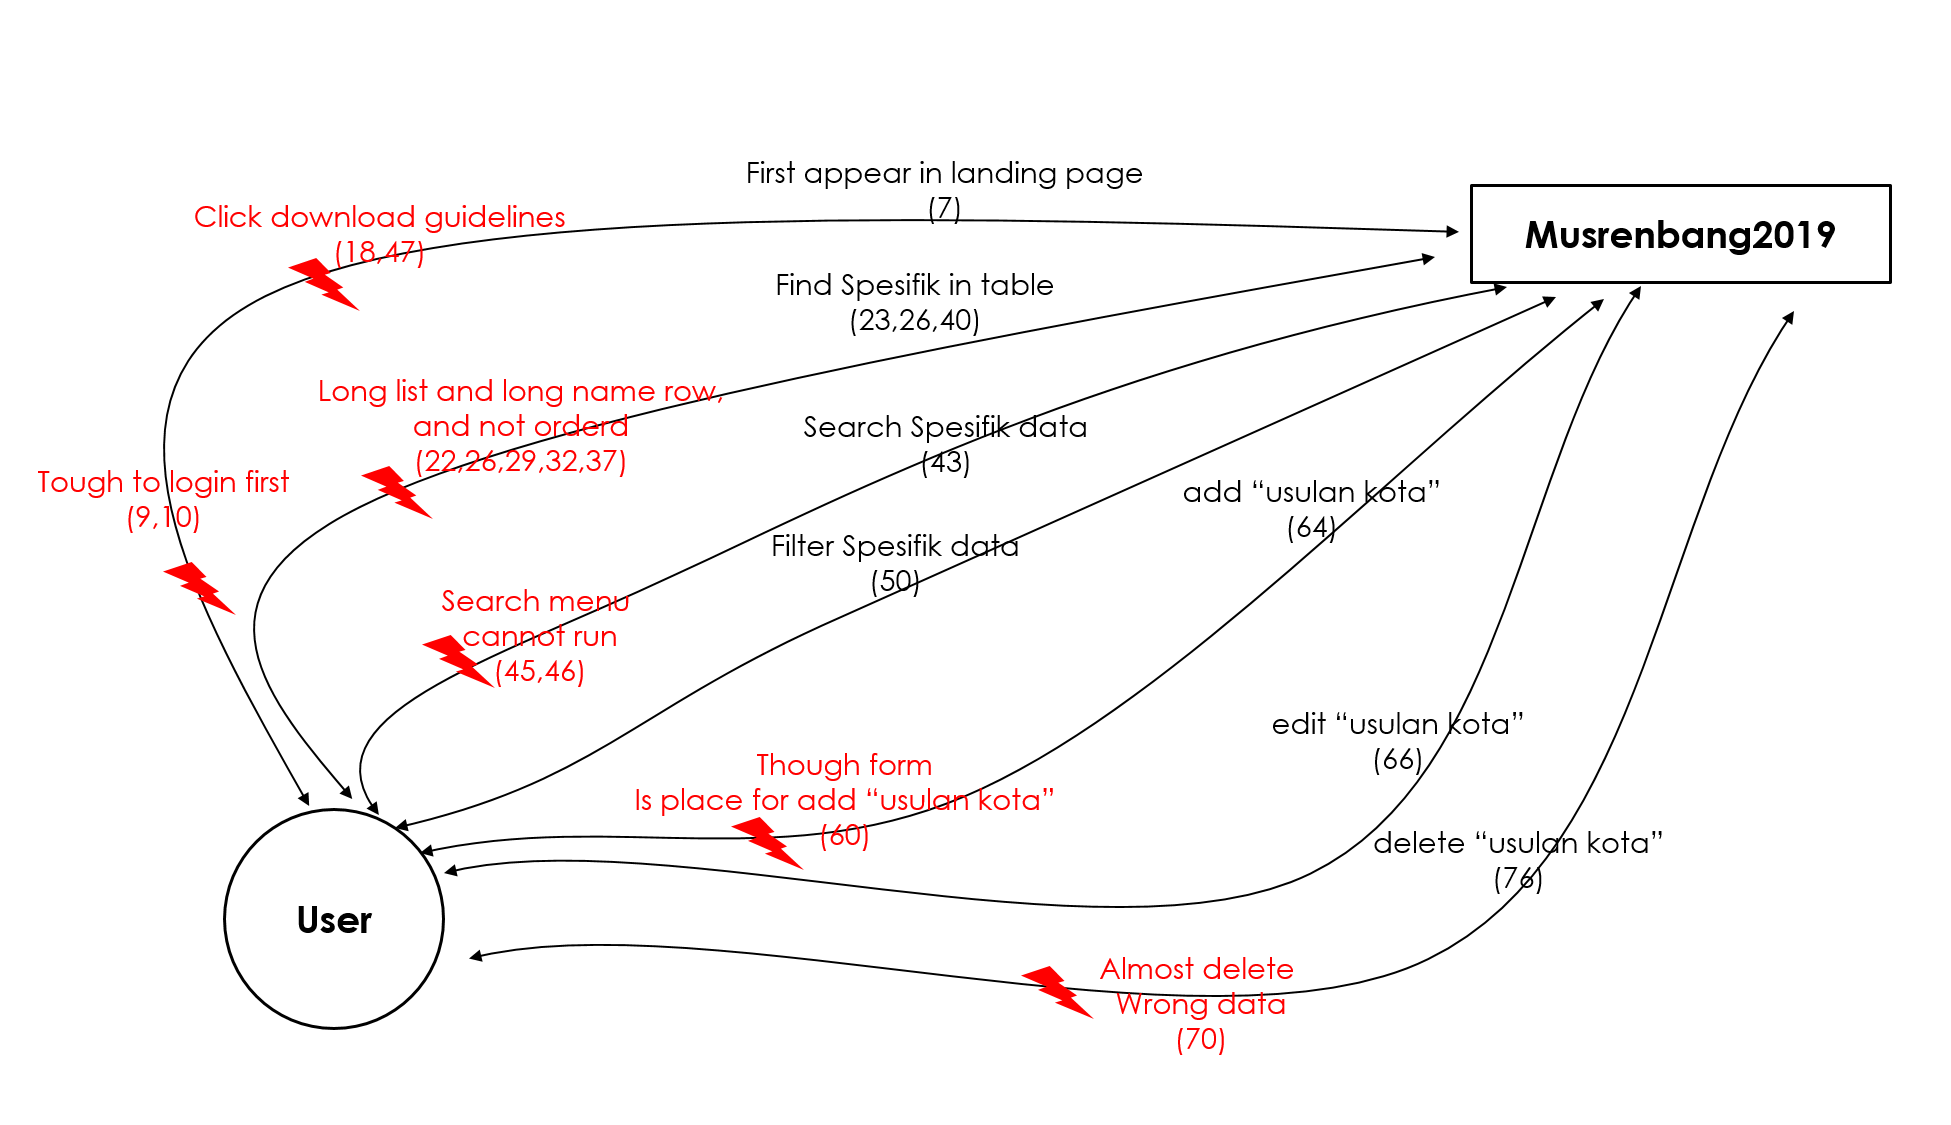 First appear in landing page
(7)
Click download guidelines
(18,47)
Musrenbang2019
Find Spesifik in table
(23,26,40)
Long list and long name row,
and not orderd
(22,26,29,32,37)
Search Spesifik data
(43)
Tough to login first
(9,10)
add “usulan kota”
(64)
Filter Spesifik data
(50)
Search menu
cannot run
(45,46)
edit “usulan kota”
(66)
Though form
Is place for add “usulan kota”
(60)
delete “usulan kota”
(76)
User
Almost delete
Wrong data
(70)